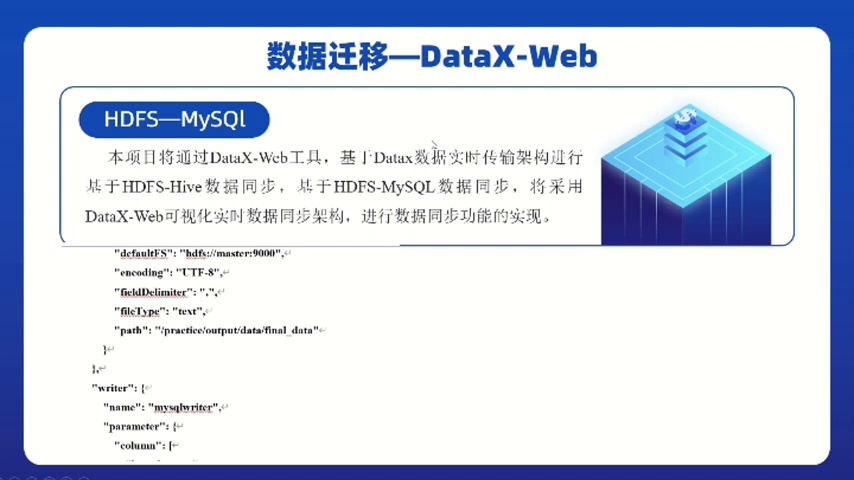 数据迁移—DataX-Web
HDFS—MySQl
本项目将通过DataX-Web工具，基于Datax数据实时传输架构进行
基于HDFS-Hive数据同步，基于HDFS-MySQL数据同步，将采用
DataX-Web可视化实时数据同步架构，进行数据同步功能的实现。
"defaultFS": "hdfs://master:9000",
"encoding": "UTF-8",
"fieldDelimiter": ",",
"fileType": "text",
"path": "/practice/output/data/final_data"
}
},
"writer": {
"name": "mysqlwriter",
"parameter": {
"column": [